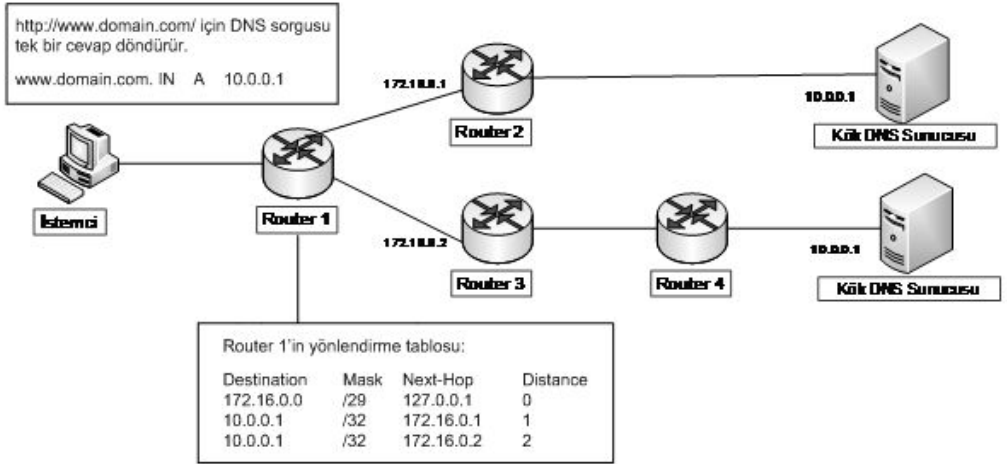 http://www.domain.com/ için DNS sorgusu
tek bir cevap döndürür.
www.domain.com. IN A 10.0.0.1
172.16.0.1
Router 2
10.0.0.1
Kök DNS Sunucusu
İstemci
Router 1
172.16.0.2
Router 3
Router 4
10.0.0.1
Kök DNS Sunucusu
Router 1'in yönlendirme tablosu:
Destination Mask Next-Hop Distance
172.16.0.0 /29 127.0.0.1 0
10.0.0.1 /32 172.16.0.1 1
10.0.0.1 /32 172.16.0.2 2